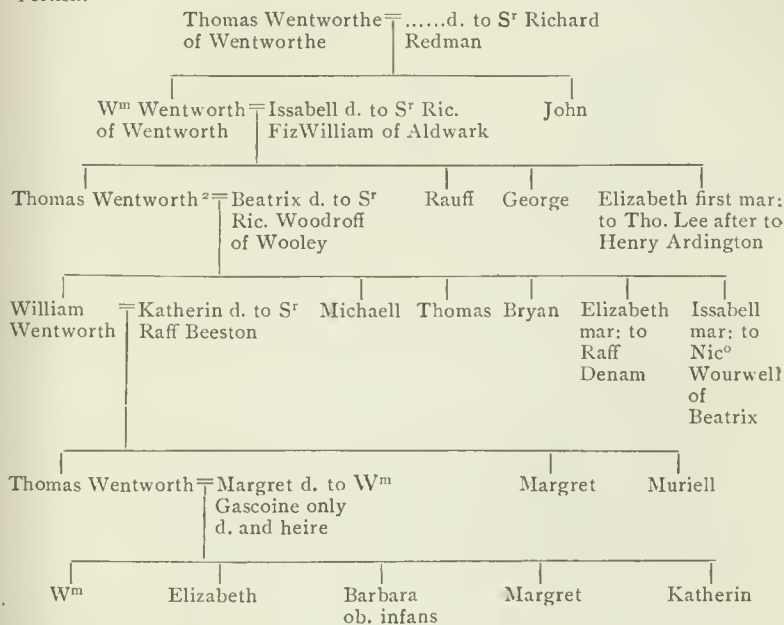 Thomas Wentworthe = ......d. to Sʳ Richard
of Wentworthe Redman
Wᵐ Wentworth = Issabell d. to Sʳ Ric. John
of Wentworth FizWilliam of Aldwark
Thomas Wentworth² = Beatrix d. to Sʳ Rauff George Elizabeth first mar:
Ric. Woodroff to Tho. Lee after to
of Wooley Henry Ardington
William = Katherin d. to Sʳ Michaell Thomas Bryan Elizabeth Issabell
Wentworth Raff Beeston mar: to mar: to
Raff Nicº
Denam Wourwell
of
Beatrix
Thomas Wentworth = Margret d. to Wᵐ Margret Muriell
Gascoine only
d. and heire
Wᵐ Elizabeth Barbara Margret Katherin
ob. infans